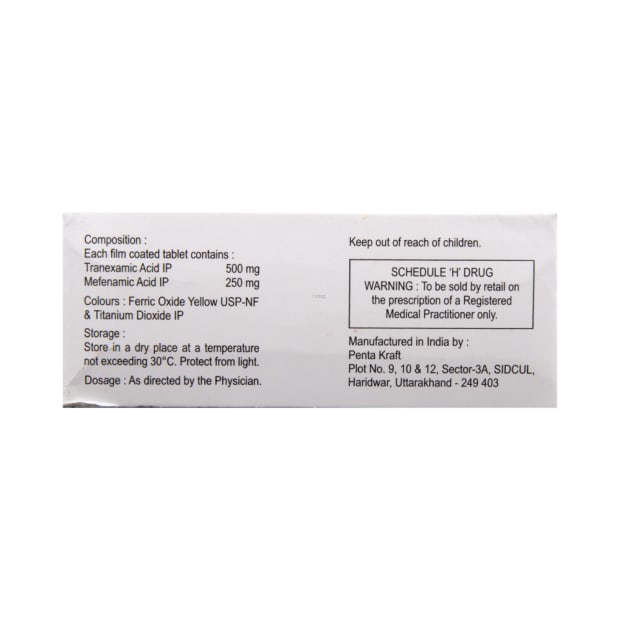 Composition :
Each film coated tablet contains :
Tranexamic Acid IP 500 mg
Mefenamic Acid IP 250 mg
Colours : Ferric Oxide Yellow USP-NF
& Titanium Dioxide IP
Storage :
Store in a dry place at a temperature
not exceeding 30°C. Protect from light.
Dosage : As directed by the Physician.
Keep out of reach of children.
SCHEDULE 'H' DRUG
WARNING : To be sold by retail on
the prescription of a Registered
Medical Practitioner only.
Manufactured in India by :
Penta Kraft
Plot No. 9, 10 & 12, Sector-3A, SIDCUL,
Haridwar, Uttarakhand - 249 403